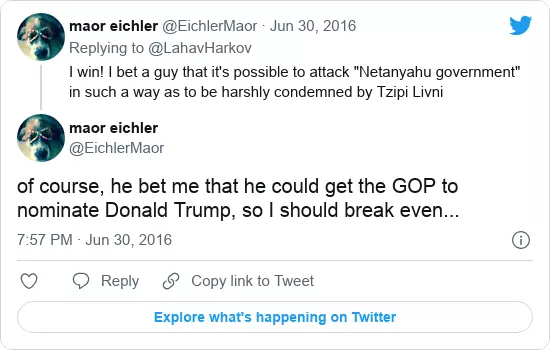 maor eichler @EichlerMaor · Jun 30, 2016
Replying to @LahavHarkov
I win! I bet a guy that it's possible to attack "Netanyahu government"
in such a way as to be harshly condemned by Tzipi Livni
maor eichler
@EichlerMaor
of course, he bet me that he could get the GOP to
nominate Donald Trump, so I should break even...
7:57 PM · Jun 30, 2016
Reply Copy link to Tweet
Explore what's happening on Twitter